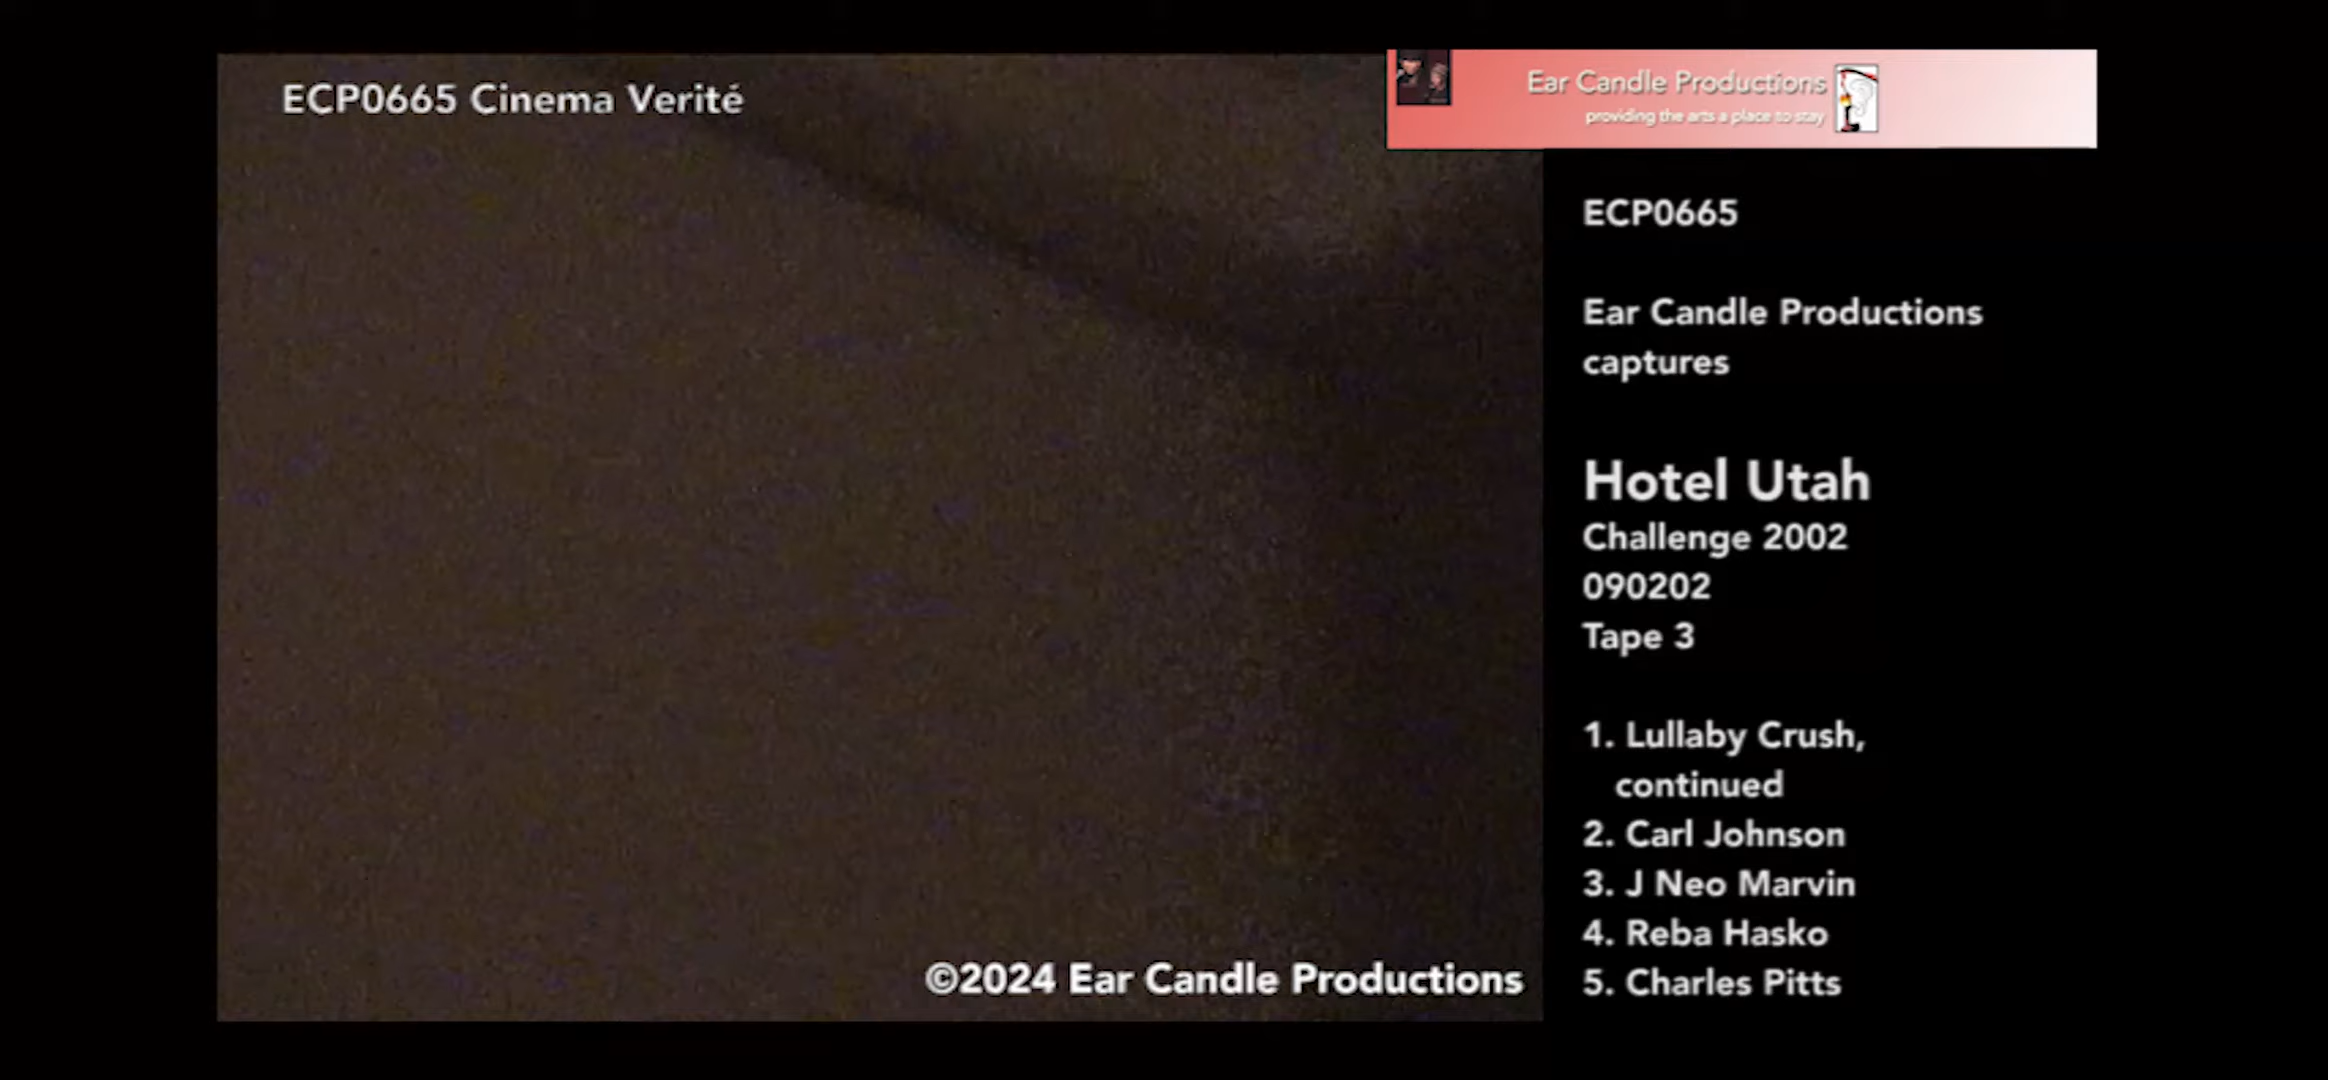 ECP0665 Cinema Verité
Ear Candle Productions
providing the arts a place to stay
ECP0665
Ear Candle Productions
captures
Hotel Utah
Challenge 2002
090202
Tape 3
1. Lullaby Crush,
continued
2. Carl Johnson
3. J Neo Marvin
4. Reba Hasko
5. Charles Pitts
©2024 Ear Candle Productions